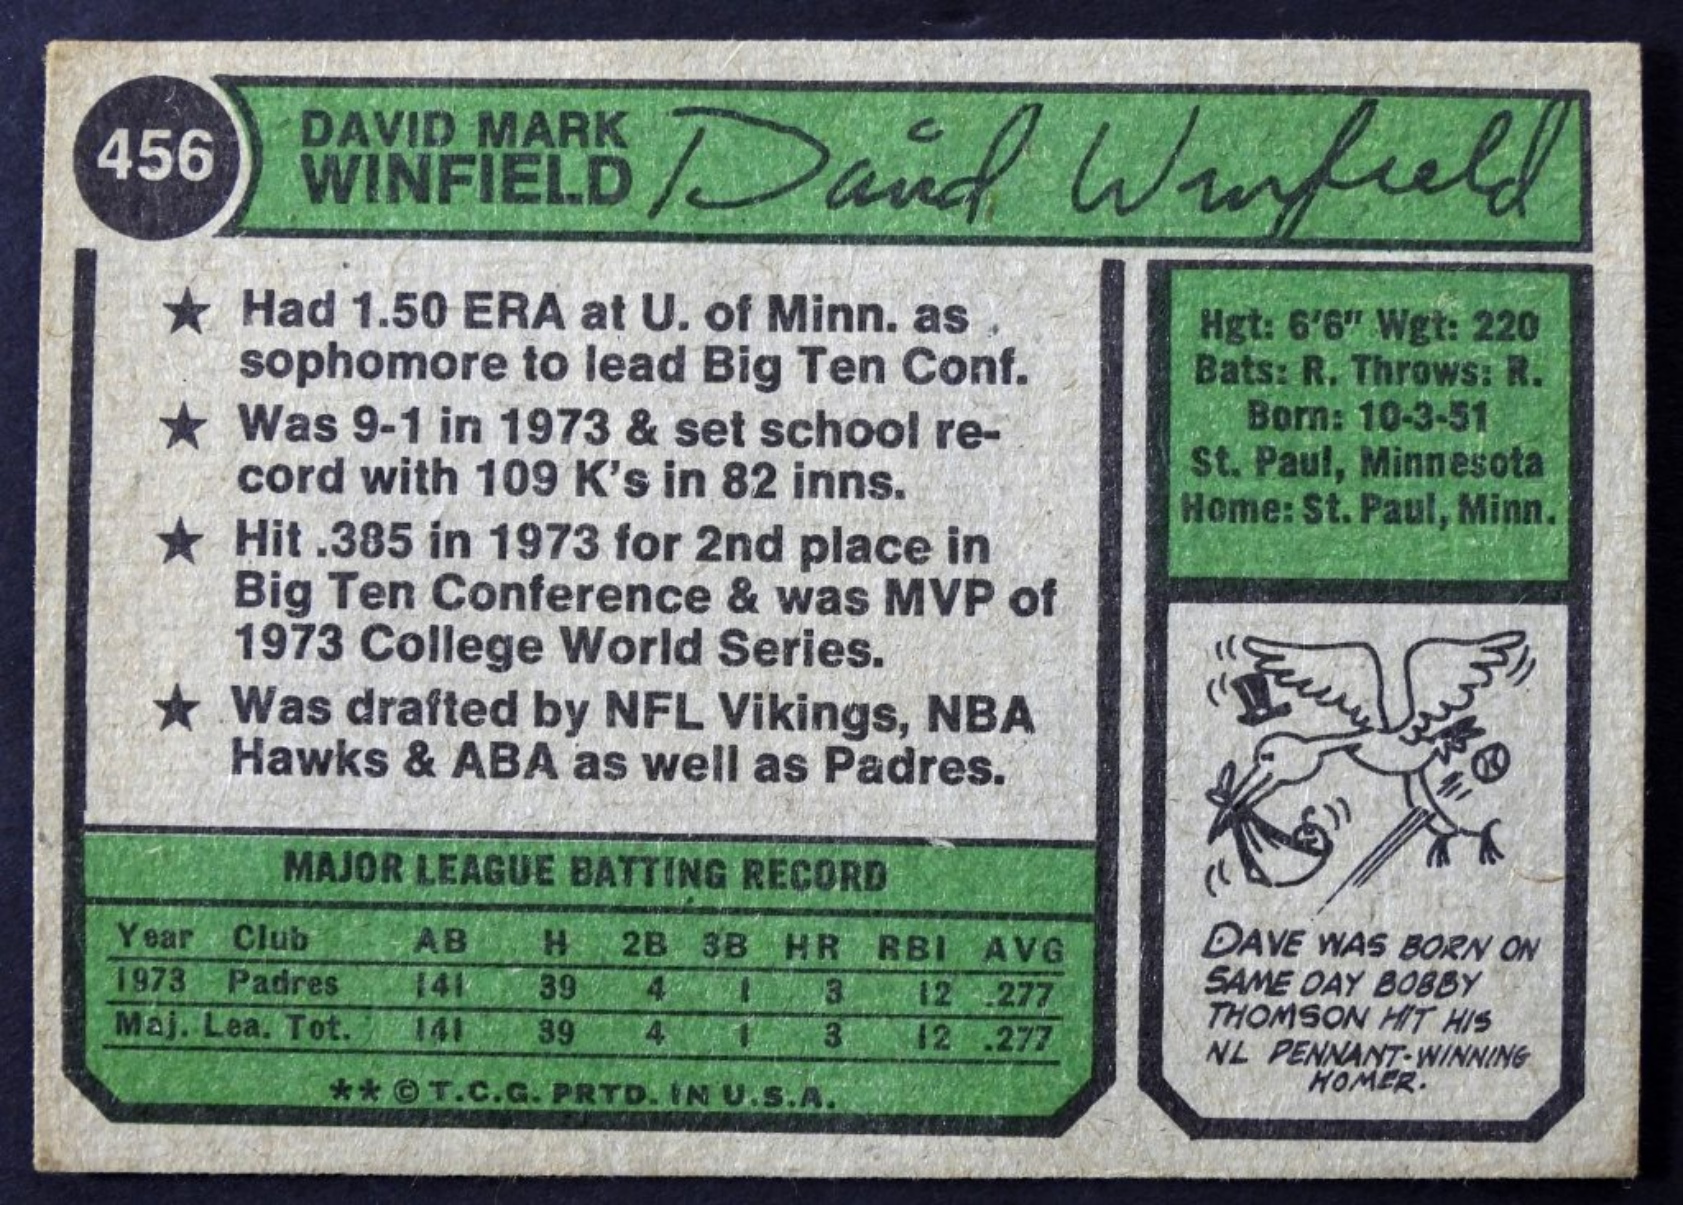 456
DAVID MARK
WINFIELD
David Winfield
★ Had 1.50 ERA at U. of Minn. as
sophomore to lead Big Ten Conf.
★ Was 9-1 in 1973 & set school re-
cord with 109 K's in 82 inns.
★ Hit .385 in 1973 for 2nd place in
Big Ten Conference & was MVP of
1973 College World Series.
★ Was drafted by NFL Vikings, NBA
Hawks & ABA as well as Padres.
MAJOR LEAGUE BATTING RECORD
Year Club AB H 2B 3B HR RBI AVG
1973 Padres 141 39 4 1 3 12 .277
Maj. Lea. Tot. 141 39 4 1 3 12 .277
** © T.C.G. PRTD. IN U.S.A.
Hgt: 6'6" Wgt: 220
Bats: R. Throws: R.
Born: 10-3-51
St. Paul, Minnesota
Home: St. Paul, Minn.
DAVE WAS BORN ON
SAME DAY BOBBY
THOMSON HIT HIS
NL PENNANT-WINNING
HOMER.